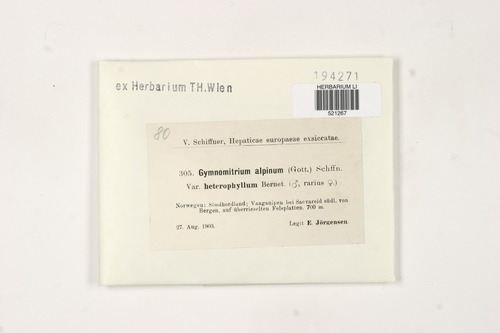 ex Herbarium TH. Wien
194271
HERBARIUM LI
521267
80
V. Schiffner, Hepaticae europaeae exsiccatae.
305. Gymnomitrium alpinum (Gott.) Schffn.
Var. heterophyllum Bernet. (♂, rarius ♀.)
Norwegen: Söndhordland; Vaaganipen bei Saevareid südl. von
Bergen, auf überrieselten Felsplatten. 700 m.
27. Aug. 1903. Legit E. Jörgensen